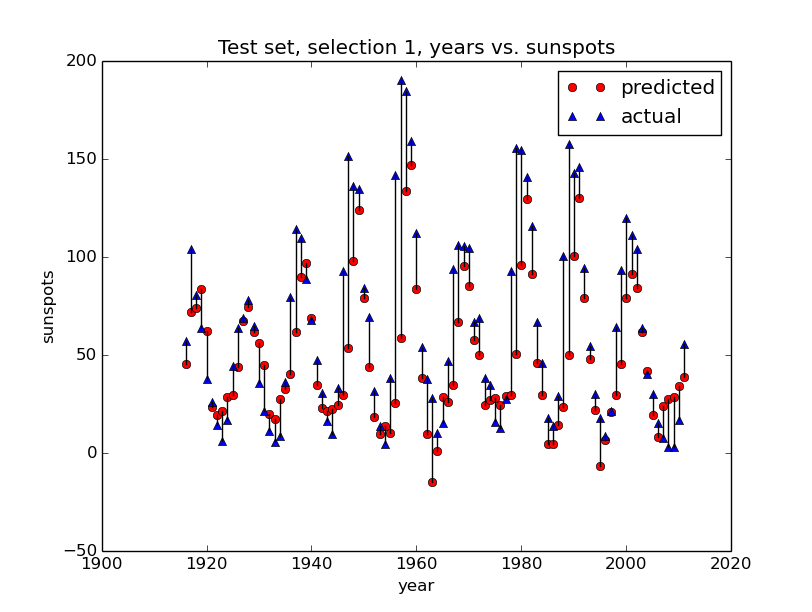 Test set, selection 1, years vs. sunspots
predicted
actual
200
150
100
50
0
−50
sunspots
1900 1920 1940 1960 1980 2000 2020
year